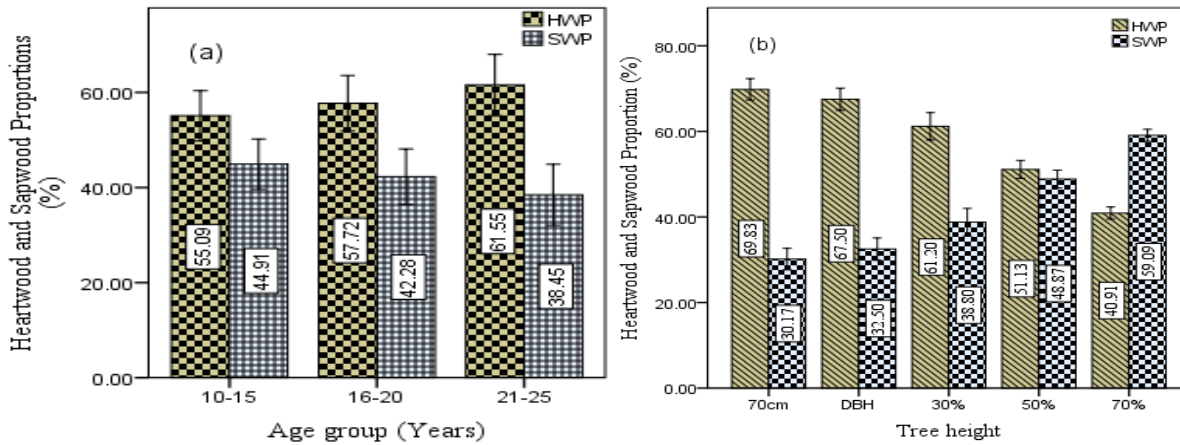 Heartwood and Sapwood Proportions
(%)
(a)
HWP
SWP
60.00
40.00
20.00
0.00
55.09
44.91
57.72
42.28
61.55
38.45
10-15
16-20
21-25
Age group (Years)
Heartwood and Sapwood Proportion (%)
(b)
HWP
SWP
80.00
60.00
40.00
20.00
0.00
69.83
30.17
67.50
32.50
61.20
38.80
51.13
48.87
40.91
59.09
70cm
DBH
30%
50%
70%
Tree height